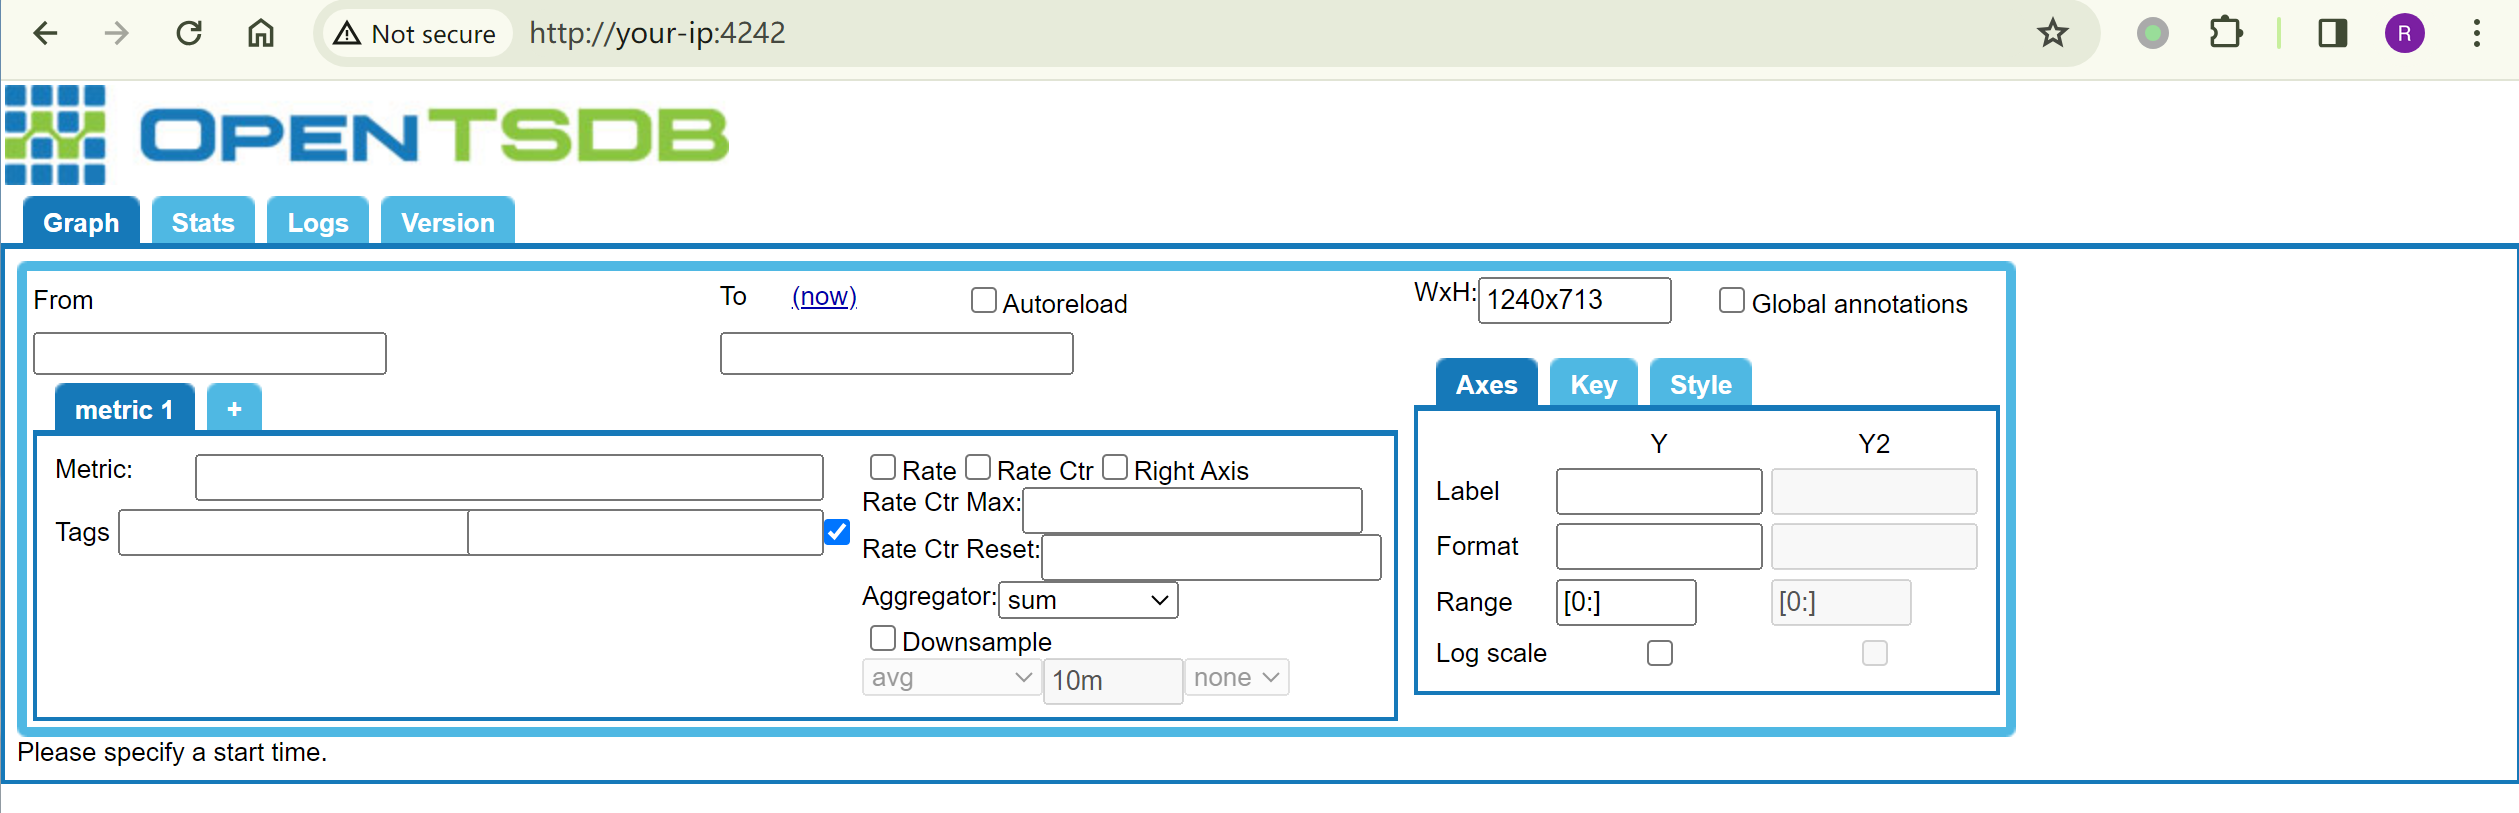 Not secure http://your-ip:4242
R
OPENTSDB
Graph Stats Logs Version
From To (now) Autoreload WxH: 1240x713 Global annotations
metric 1 + Axes Key Style
Y Y2
Metric: Rate Rate Ctr Right Axis
Rate Ctr Max: Label
Tags Rate Ctr Reset: Format
Aggregator: sum Range [0:] [0:]
Downsample Log scale
avg 10m none
Please specify a start time.